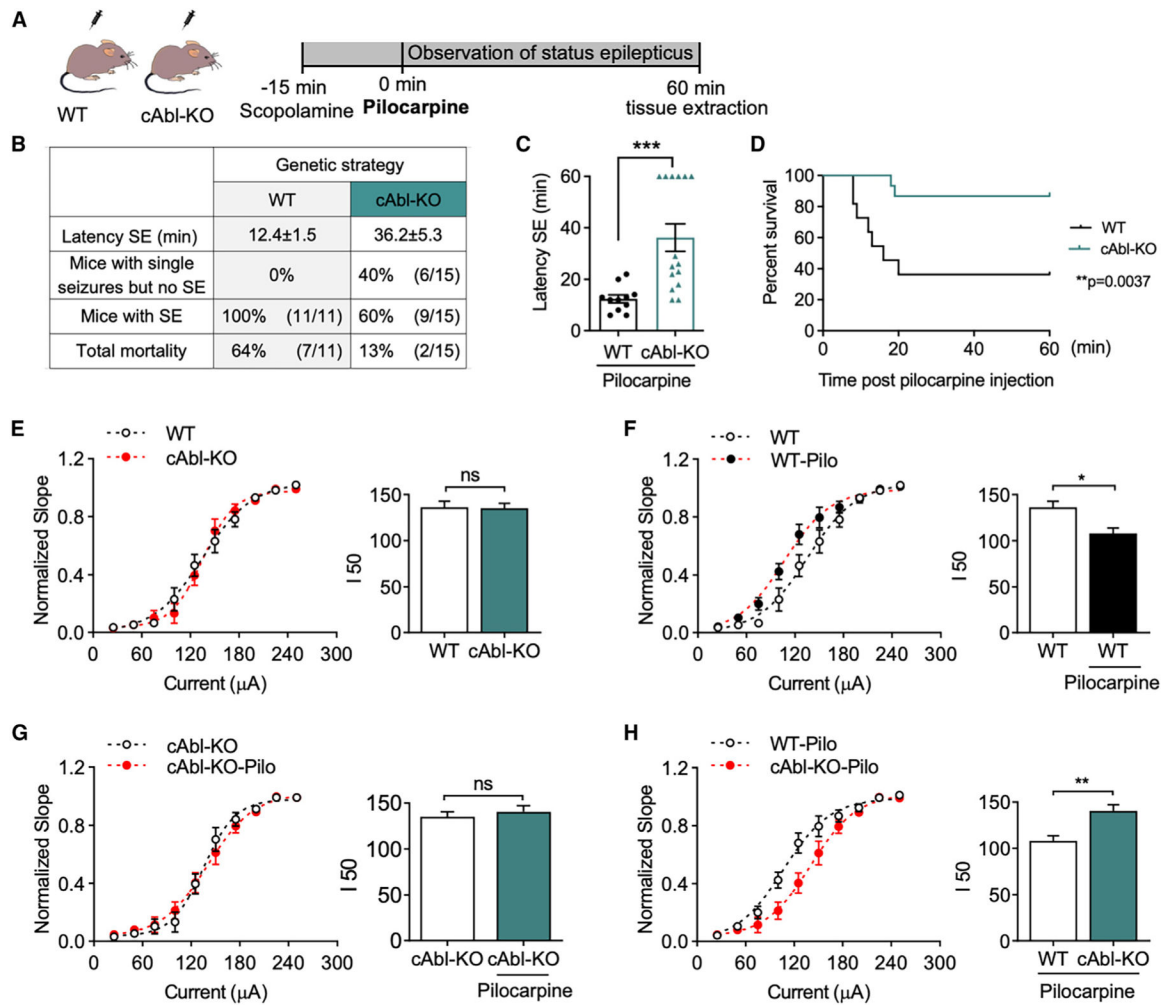 A
WT
cAbl-KO
Observation of status epilepticus
-15 min
Scopolamine
0 min
Pilocarpine
60 min
tissue extraction
B
Genetic strategy
WT
cAbl-KO
Latency SE (min)
12.4±1.5
36.2±5.3
Mice with single
seizures but no SE
0%
40% (6/15)
Mice with SE
100% (11/11)
60% (9/15)
Total mortality
64% (7/11)
13% (2/15)
C
***
Latency SE (min)
60
40
20
0
WT cAbl-KO
Pilocarpine
D
Percent survival
100
80
60
40
20
0
0 20 40 60 (min)
Time post pilocarpine injection
WT
cAbl-KO
**p=0.0037
E
WT
cAbl-KO
Normalized Slope
1.2
0.8
0.4
0.0
0 60 120 180 240 300
Current (μA)
ns
I 50
150
100
50
0
WT cAbl-KO
F
WT
WT-Pilo
Normalized Slope
1.2
0.8
0.4
0.0
0 60 120 180 240 300
Current (μA)
*
I 50
150
100
50
0
WT WT
Pilocarpine
G
cAbl-KO
cAbl-KO-Pilo
Normalized Slope
1.2
0.8
0.4
0.0
0 60 120 180 240 300
Current (μA)
ns
I 50
150
100
50
0
cAbl-KO cAbl-KO
Pilocarpine
H
WT-Pilo
cAbl-KO-Pilo
Normalized Slope
1.2
0.8
0.4
0.0
0 60 120 180 240 300
Current (μA)
**
I 50
150
100
50
0
WT cAbl-KO
Pilocarpine